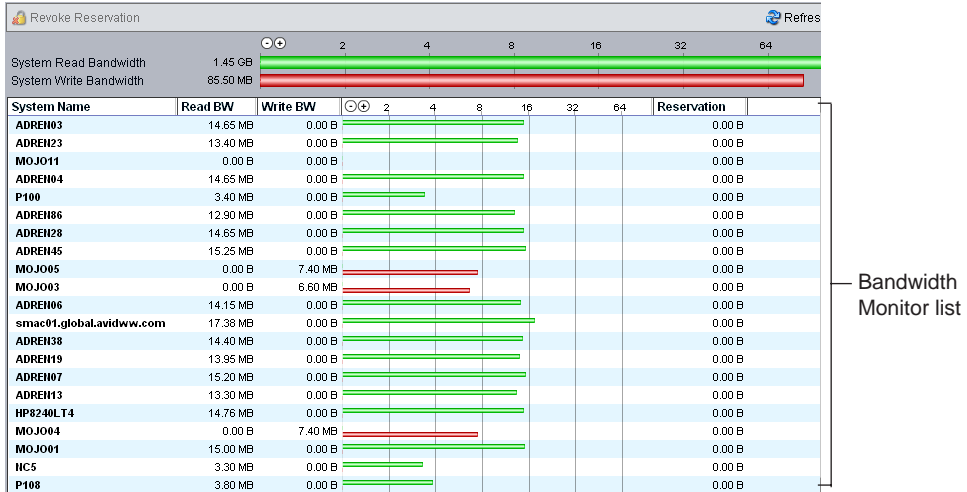 Revoke Reservation Refres
2 4 8 16 32 64
System Read Bandwidth 1.45 GB
System Write Bandwidth 85.50 MB
System Name Read BW Write BW 2 4 8 16 32 64 Reservation
ADREN03 14.65 MB 0.00 B 0.00 B
ADREN23 13.40 MB 0.00 B 0.00 B
MOJO11 0.00 B 0.00 B 0.00 B
ADREN04 14.65 MB 0.00 B 0.00 B
P100 3.40 MB 0.00 B 0.00 B
ADREN86 12.90 MB 0.00 B 0.00 B
ADREN28 14.65 MB 0.00 B 0.00 B
ADREN45 15.25 MB 0.00 B 0.00 B
MOJO05 0.00 B 7.40 MB 0.00 B
MOJO03 0.00 B 6.60 MB 0.00 B
ADREN06 14.15 MB 0.00 B 0.00 B
smac01.global.avidww.com 17.38 MB 0.00 B 0.00 B
ADREN38 14.40 MB 0.00 B 0.00 B
ADREN19 13.95 MB 0.00 B 0.00 B
ADREN07 15.20 MB 0.00 B 0.00 B
ADREN13 13.30 MB 0.00 B 0.00 B
HP8240LT4 14.76 MB 0.00 B 0.00 B
MOJO04 0.00 B 7.40 MB 0.00 B
MOJO01 15.00 MB 0.00 B 0.00 B
NC5 3.30 MB 0.00 B 0.00 B
P108 3.80 MB 0.00 B 0.00 B
Bandwidth
Monitor list